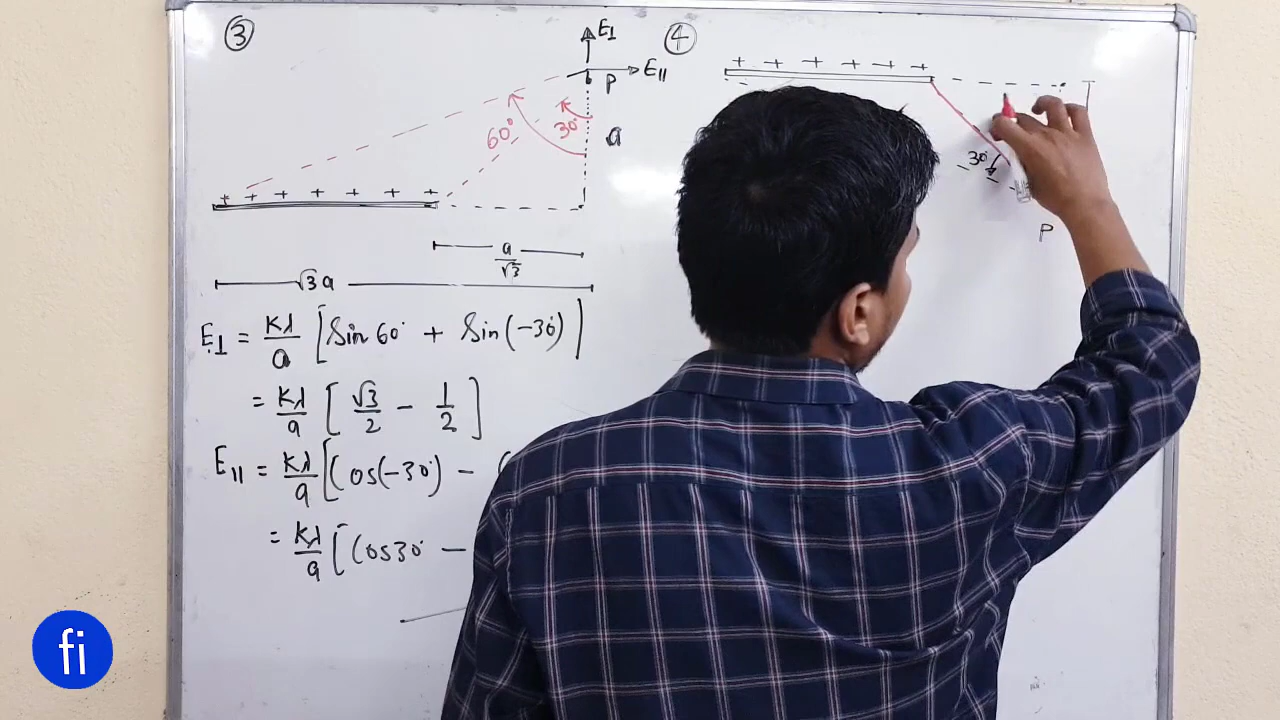 ③
E⊥
E||
P
60°
30°
a
+ + + + + + +
a/√3
√3 a
E⊥ = Kλ/a [Sin 60° + Sin(-30°)]
= Kλ/a [√3/2 - 1/2]
E|| = Kλ/a [Cos(-30°) -
= Kλ/a [Cos30° -
④
+ + + + + +
30°
P
fi